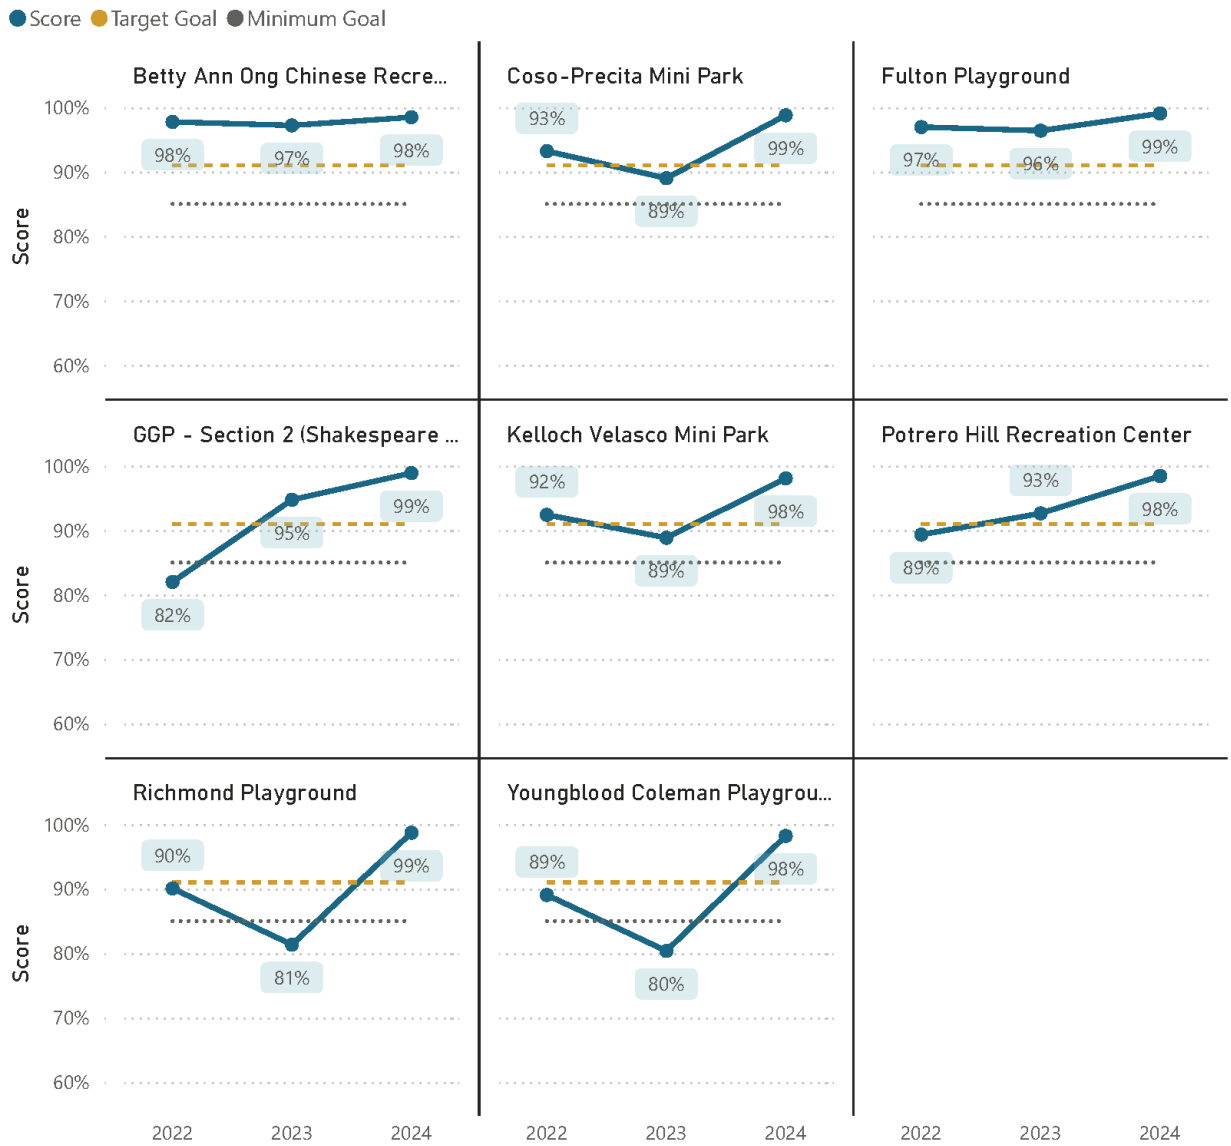 Score Target Goal Minimum Goal
Betty Ann Ong Chinese Recre...
Coso-Precita Mini Park
Fulton Playground
100%
90%
80%
70%
60%
Score
98%
97%
98%
93%
89%
99%
97%
96%
99%
GGP - Section 2 (Shakespeare ...
Kelloch Velasco Mini Park
Potrero Hill Recreation Center
100%
90%
80%
70%
60%
Score
82%
95%
99%
92%
89%
98%
89%
93%
98%
Richmond Playground
Youngblood Coleman Playgrou...
100%
90%
80%
70%
60%
Score
90%
81%
99%
89%
80%
98%
2022 2023 2024
2022 2023 2024
2022 2023 2024